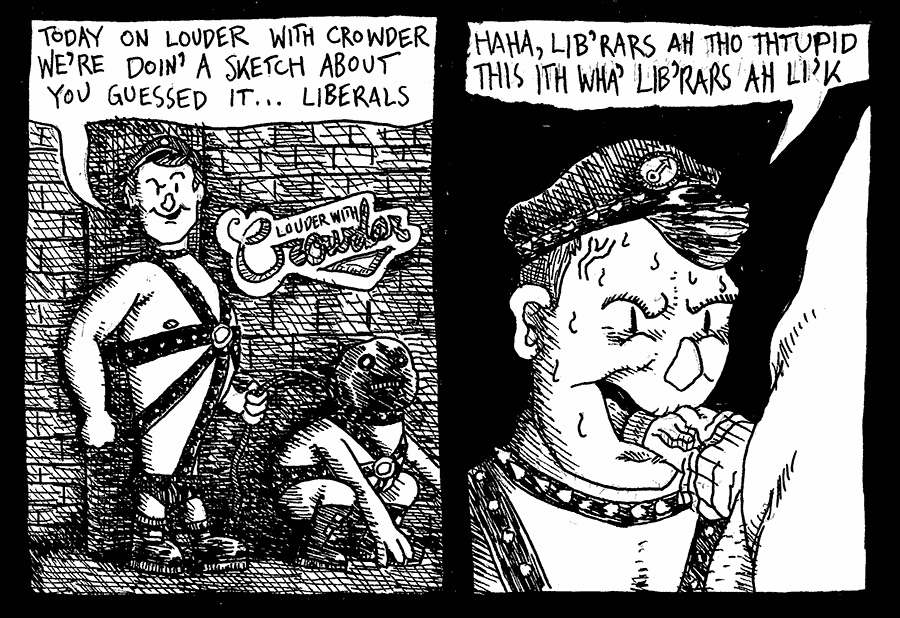 TODAY ON LOUDER WITH CROWDER
WE'RE DOIN' A SKETCH ABOUT
YOU GUESSED IT... LIBERALS
HAHA, LIB'RARS AH THO THTUPID
THIS ITH WHA' LIB'RARS AH LI'K
LOUDER WITH
Crowder